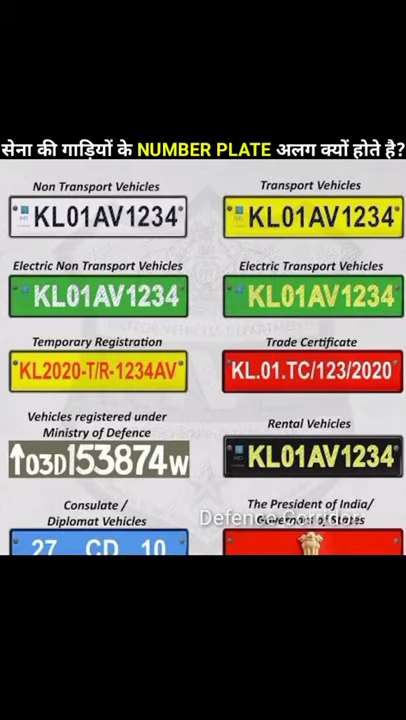 सेना की गाड़ियों के NUMBER PLATE अलग क्यों होते है?
Non Transport Vehicles
Transport Vehicles
KL01AV1234
KL01AV1234
Electric Non Transport Vehicles
Electric Transport Vehicles
KL01AV1234
KL01AV1234
Temporary Registration
Trade Certificate
KL2020-T/R-1234AV
KL.01.TC/123/2020
Vehicles registered under
Ministry of Defence
Rental Vehicles
↑03D153874W
KL01AV1234
Consulate /
Diplomat Vehicles
The President of India/
Governors of States
27 CD 10